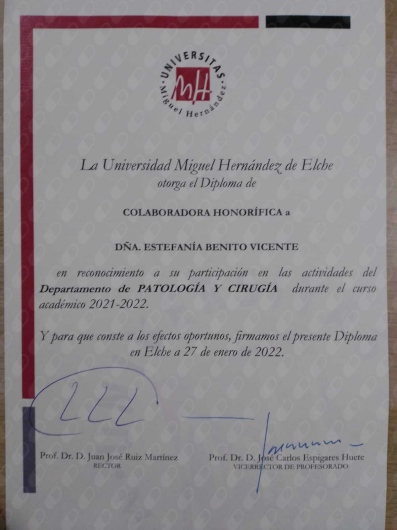 UNIVERSITAS
Miguel Hernández
La Universidad Miguel Hernández de Elche
otorga el Diploma de
COLABORADORA HONORÍFICA a
DÑA. ESTEFANÍA BENITO VICENTE
en reconocimiento a su participación en las actividades del
Departamento de PATOLOGÍA Y CIRUGÍA durante el curso
académico 2021-2022.
Y para que conste a los efectos oportunos, firmamos el presente Diploma
en Elche a 27 de enero de 2022.
Prof. Dr. D. Juan José Ruiz Martínez
RECTOR
Prof. Dr. D. José Carlos Espigares Huete
VICERRECTOR DE PROFESORADO